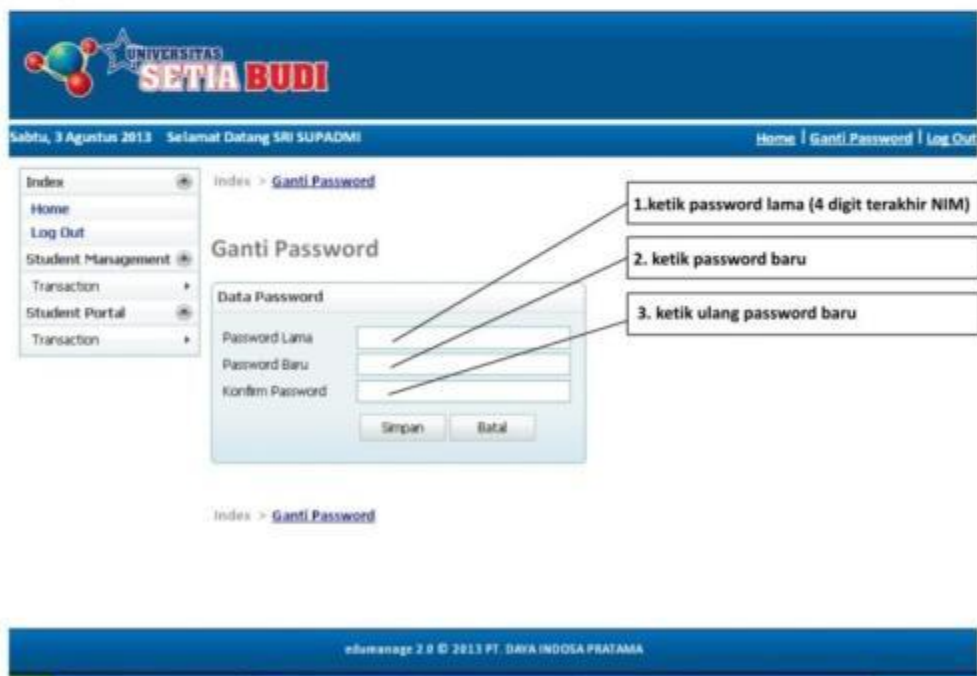 UNIVERSITAS
SETIA BUDI
Sabtu, 3 Agustus 2013 Selamat Datang SRI SUPADMI
Home | Ganti Password | Log Out
Index
Home
Log Out
Student Management
Transaction
Student Portal
Transaction
Index > Ganti Password
Ganti Password
Data Password
Password Lama
Password Baru
Konfirm Password
Simpan Batal
1.ketik password lama (4 digit terakhir NIM)
2. ketik password baru
3. ketik ulang password baru
Index > Ganti Password
edumanage 2.0 © 2013 PT. DAYA INDOSA PRATAMA